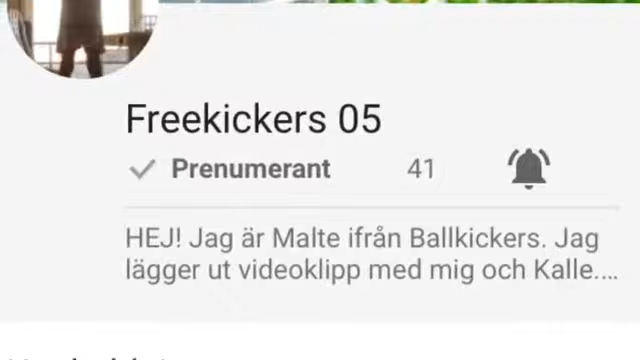 Freekickers 05
Prenumerant 41
HEJ! Jag är Malte ifrån Ballkickers. Jag
lägger ut videoklipp med mig och Kalle....